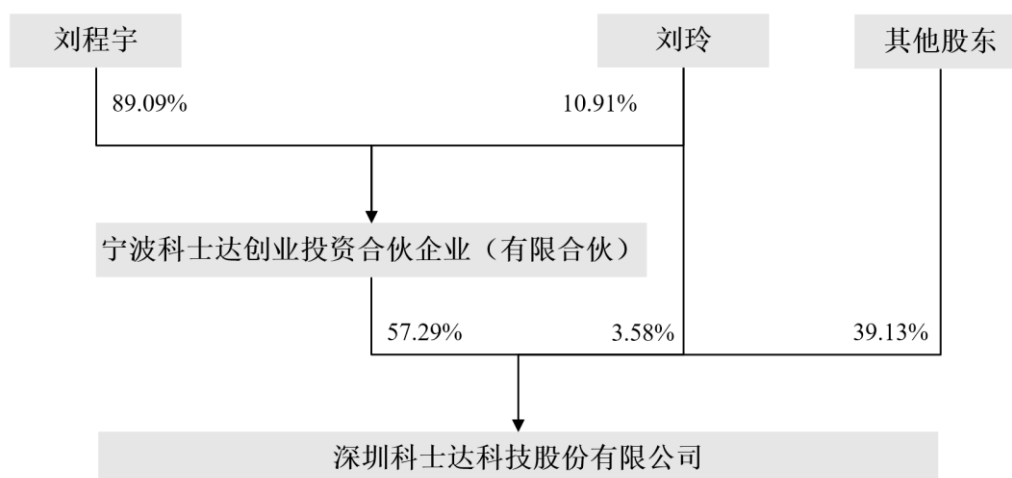 刘程宇
刘玲
其他股东
89.09%
10.91%
宁波科士达创业投资合伙企业（有限合伙）
57.29%
3.58%
39.13%
深圳科士达科技股份有限公司